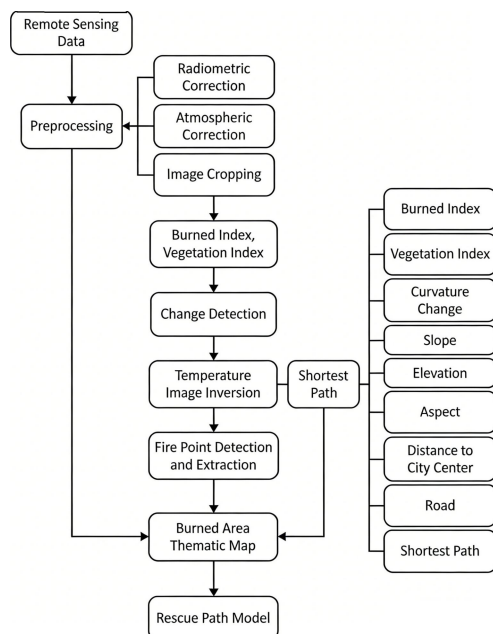 Remote Sensing
Data
Preprocessing
Radiometric
Correction
Atmospheric
Correction
Image Cropping
Burned Index,
Vegetation Index
Change Detection
Temperature
Image Inversion
Shortest
Path
Fire Point Detection
and Extraction
Burned Area
Thematic Map
Rescue Path Model
Burned Index
Vegetation Index
Curvature
Change
Slope
Elevation
Aspect
Distance to
City Center
Road
Shortest Path